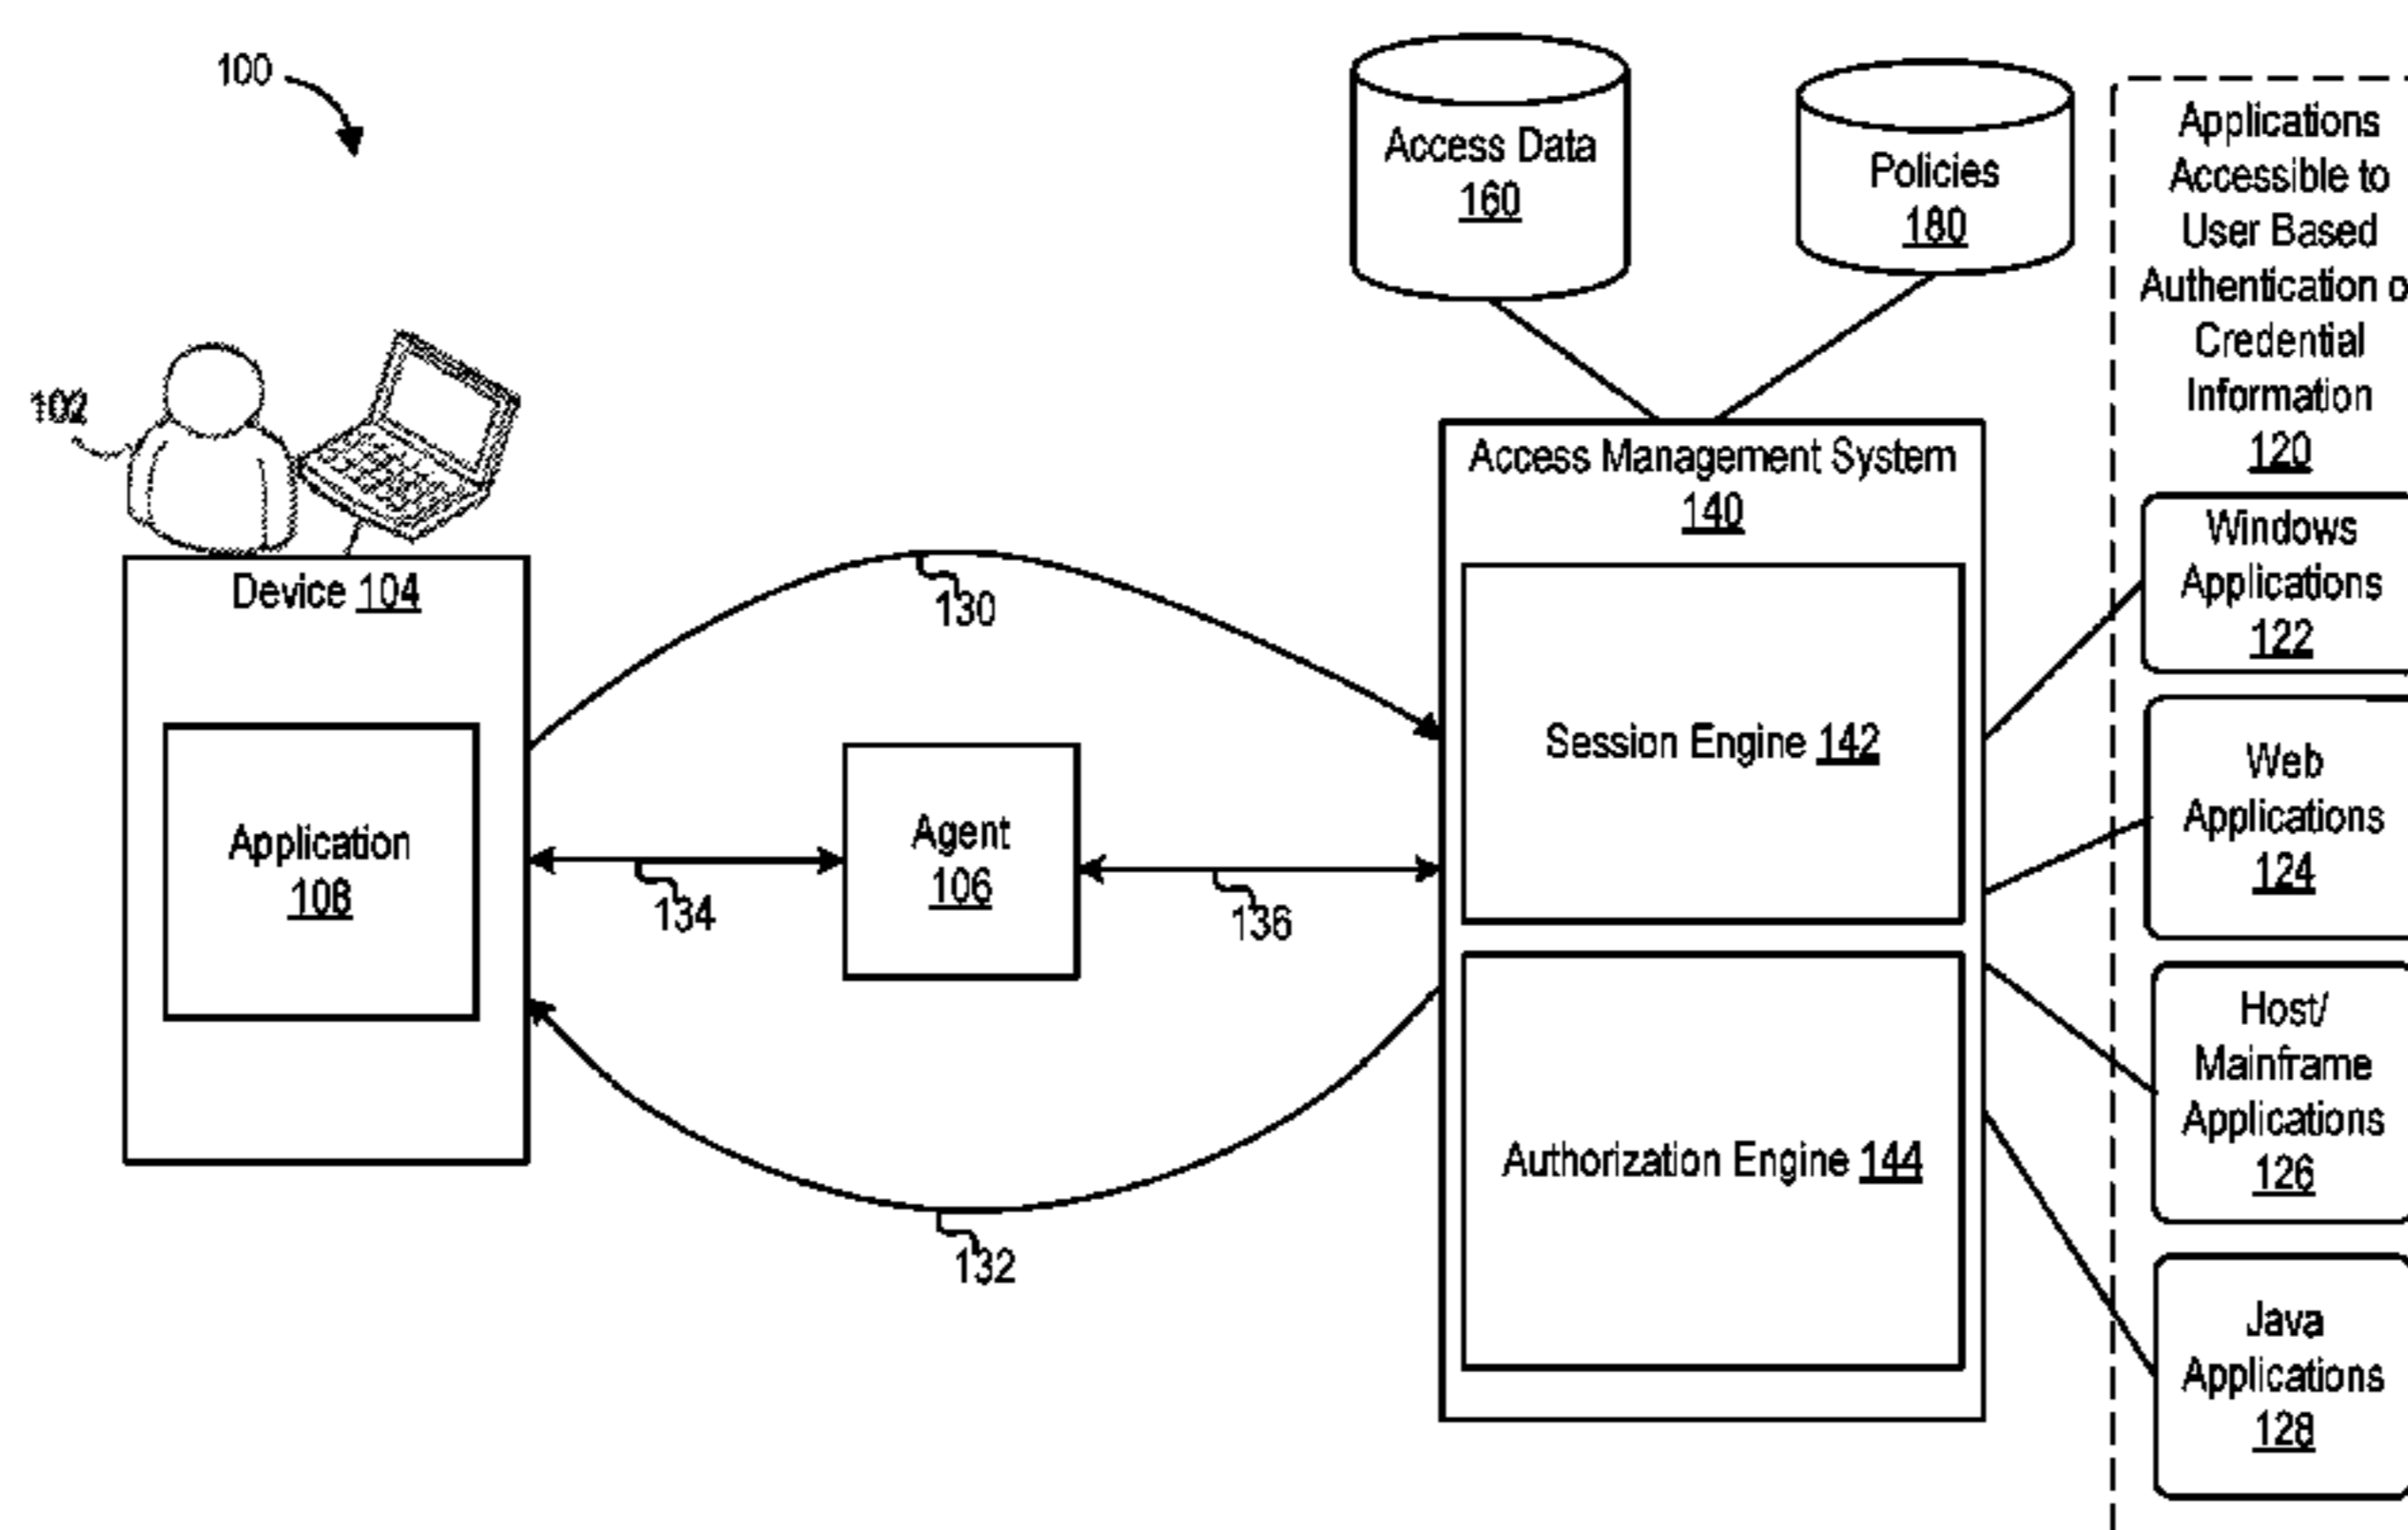 100
Access Data
160
Policies
180
Applications
Accessible to
User Based
Authentication o
Credential
Information
120
102
Device 104
Application
108
130
Agent
106
134
136
132
Access Management System
140
Session Engine 142
Authorization Engine 144
Windows
Applications
122
Web
Applications
124
Host/
Mainframe
Applications
126
Java
Applications
128